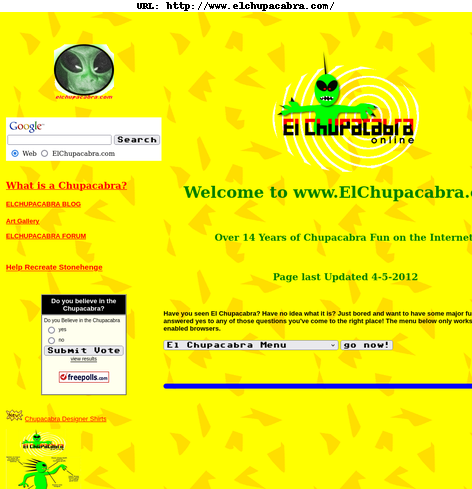 URL: http://www.elchupacabra.com/
elchupacabra.com
Google
Search
Web ElChupacabra.com
What is a Chupacabra?
ELCHUPACABRA BLOG
Art Gallery
ELCHUPACABRA FORUM
Help Recreate Stonehenge
Do you believe in the
Chupacabra?
Do You Believe in the Chupacabra
yes
no
Submit Vote
view results
freepolls.com
Chupacabra Designer Shirts
El Chupacabra
El Chupacabra
online
Welcome to www.ElChupacabra.c
Over 14 Years of Chupacabra Fun on the Internet
Page last Updated 4-5-2012
Have you seen El Chupacabra? Have no idea what it is? Just bored and want to have some major fu
answered yes to any of those questions you've come to the right place! The menu below only works
enabled browsers.
El Chupacabra Menu go now!